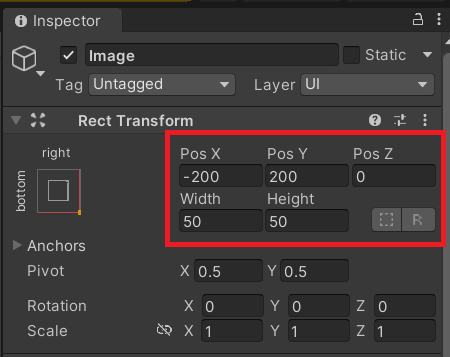 Inspector
Image
Static
Tag Untagged Layer UI
Rect Transform
right
bottom
Pos X Pos Y Pos Z
-200 200 0
Width Height
50 50
R
Anchors
Pivot X 0.5 Y 0.5
Rotation X 0 Y 0 Z 0
Scale X 1 Y 1 Z 1